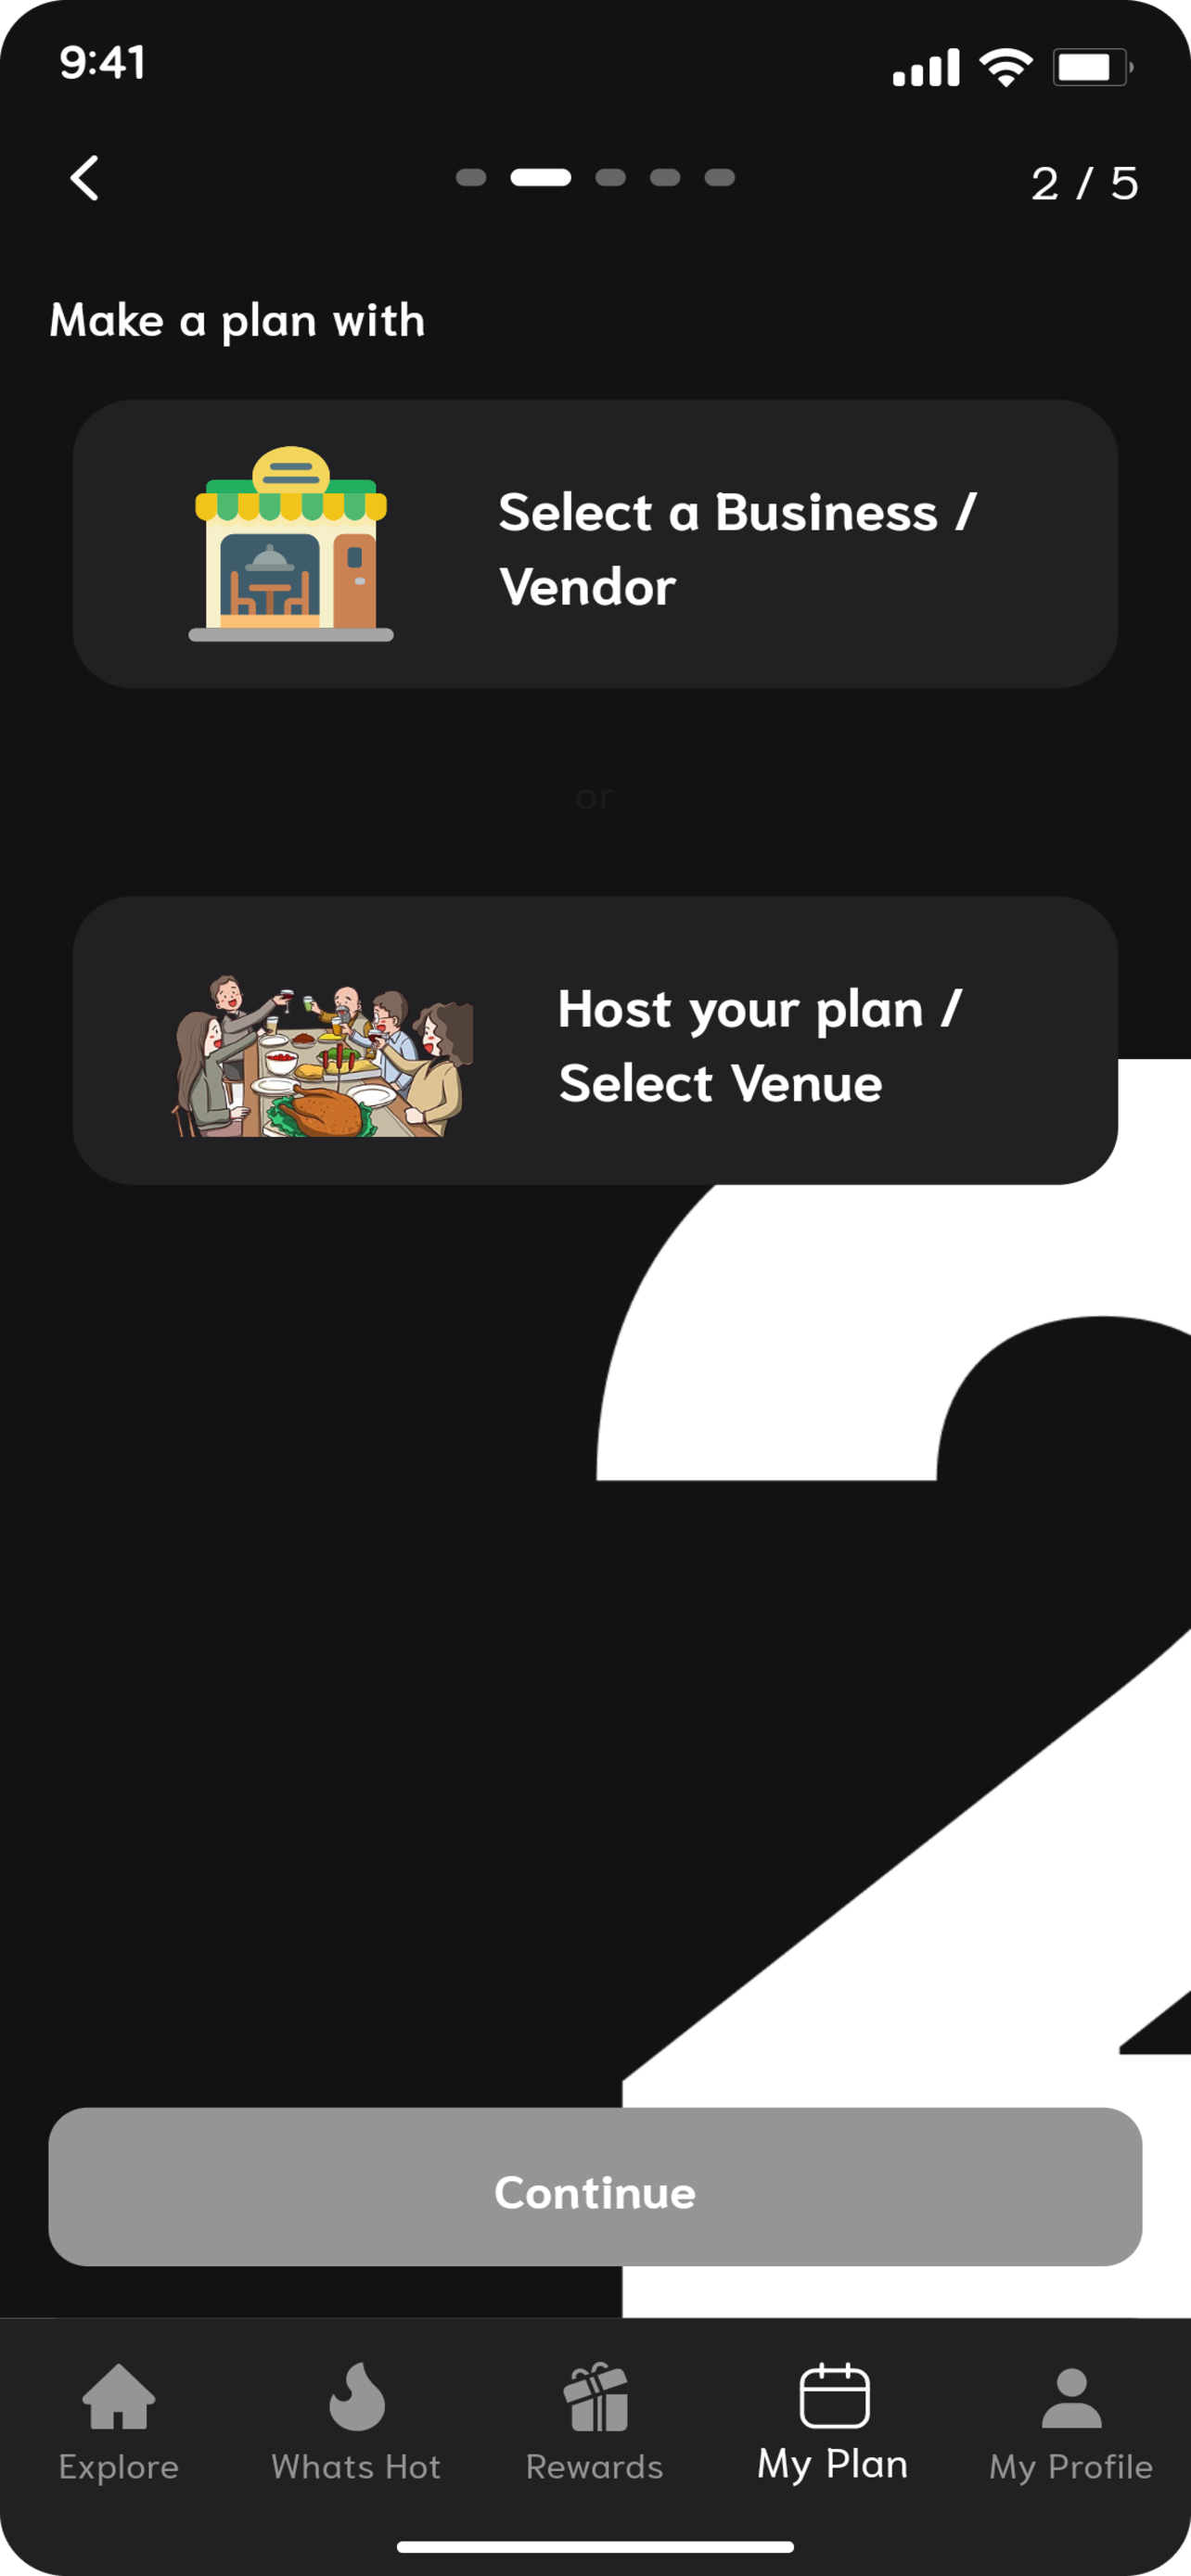 9:41
2 / 5
Make a plan with
Select a Business /
Vendor
or
Host your plan /
Select Venue
2
Continue
Explore
Whats Hot
Rewards
My Plan
My Profile